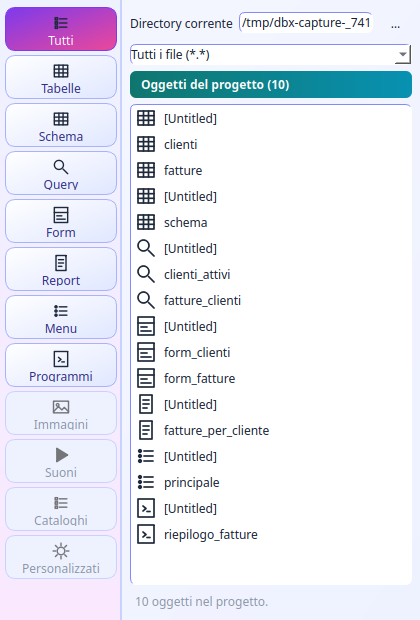 Tutti
Tabelle
Schema
Query
Form
Report
Menu
Programmi
Immagini
Suoni
Cataloghi
Personalizzati
Directory corrente /tmp/dbx-capture-_741 ...
Tutti i file (*.*)
Oggetti del progetto (10)
[Untitled]
clienti
fatture
[Untitled]
schema
[Untitled]
clienti_attivi
fatture_clienti
[Untitled]
form_clienti
form_fatture
[Untitled]
fatture_per_cliente
[Untitled]
principale
[Untitled]
riepilogo_fatture
10 oggetti nel progetto.